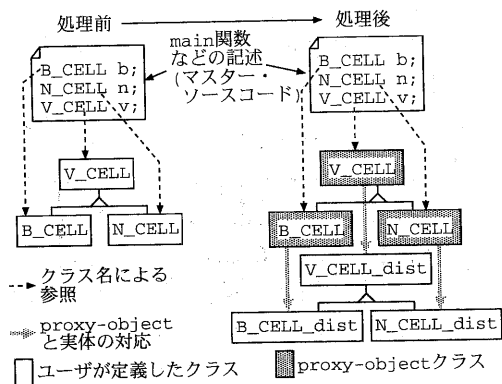 処理前
処理後
main関数
などの記述
(マスター・
ソースコード)
B_CELL b;
N_CELL n;
V_CELL v;
B_CELL b;
N_CELL n;
V_CELL v;
V_CELL
B_CELL
N_CELL
V_CELL
B_CELL
N_CELL
V_CELL_dist
B_CELL_dist
N_CELL_dist
クラス名による
参照
proxy-object
と実体の対応
ユーザが定義したクラス
proxy-objectクラス